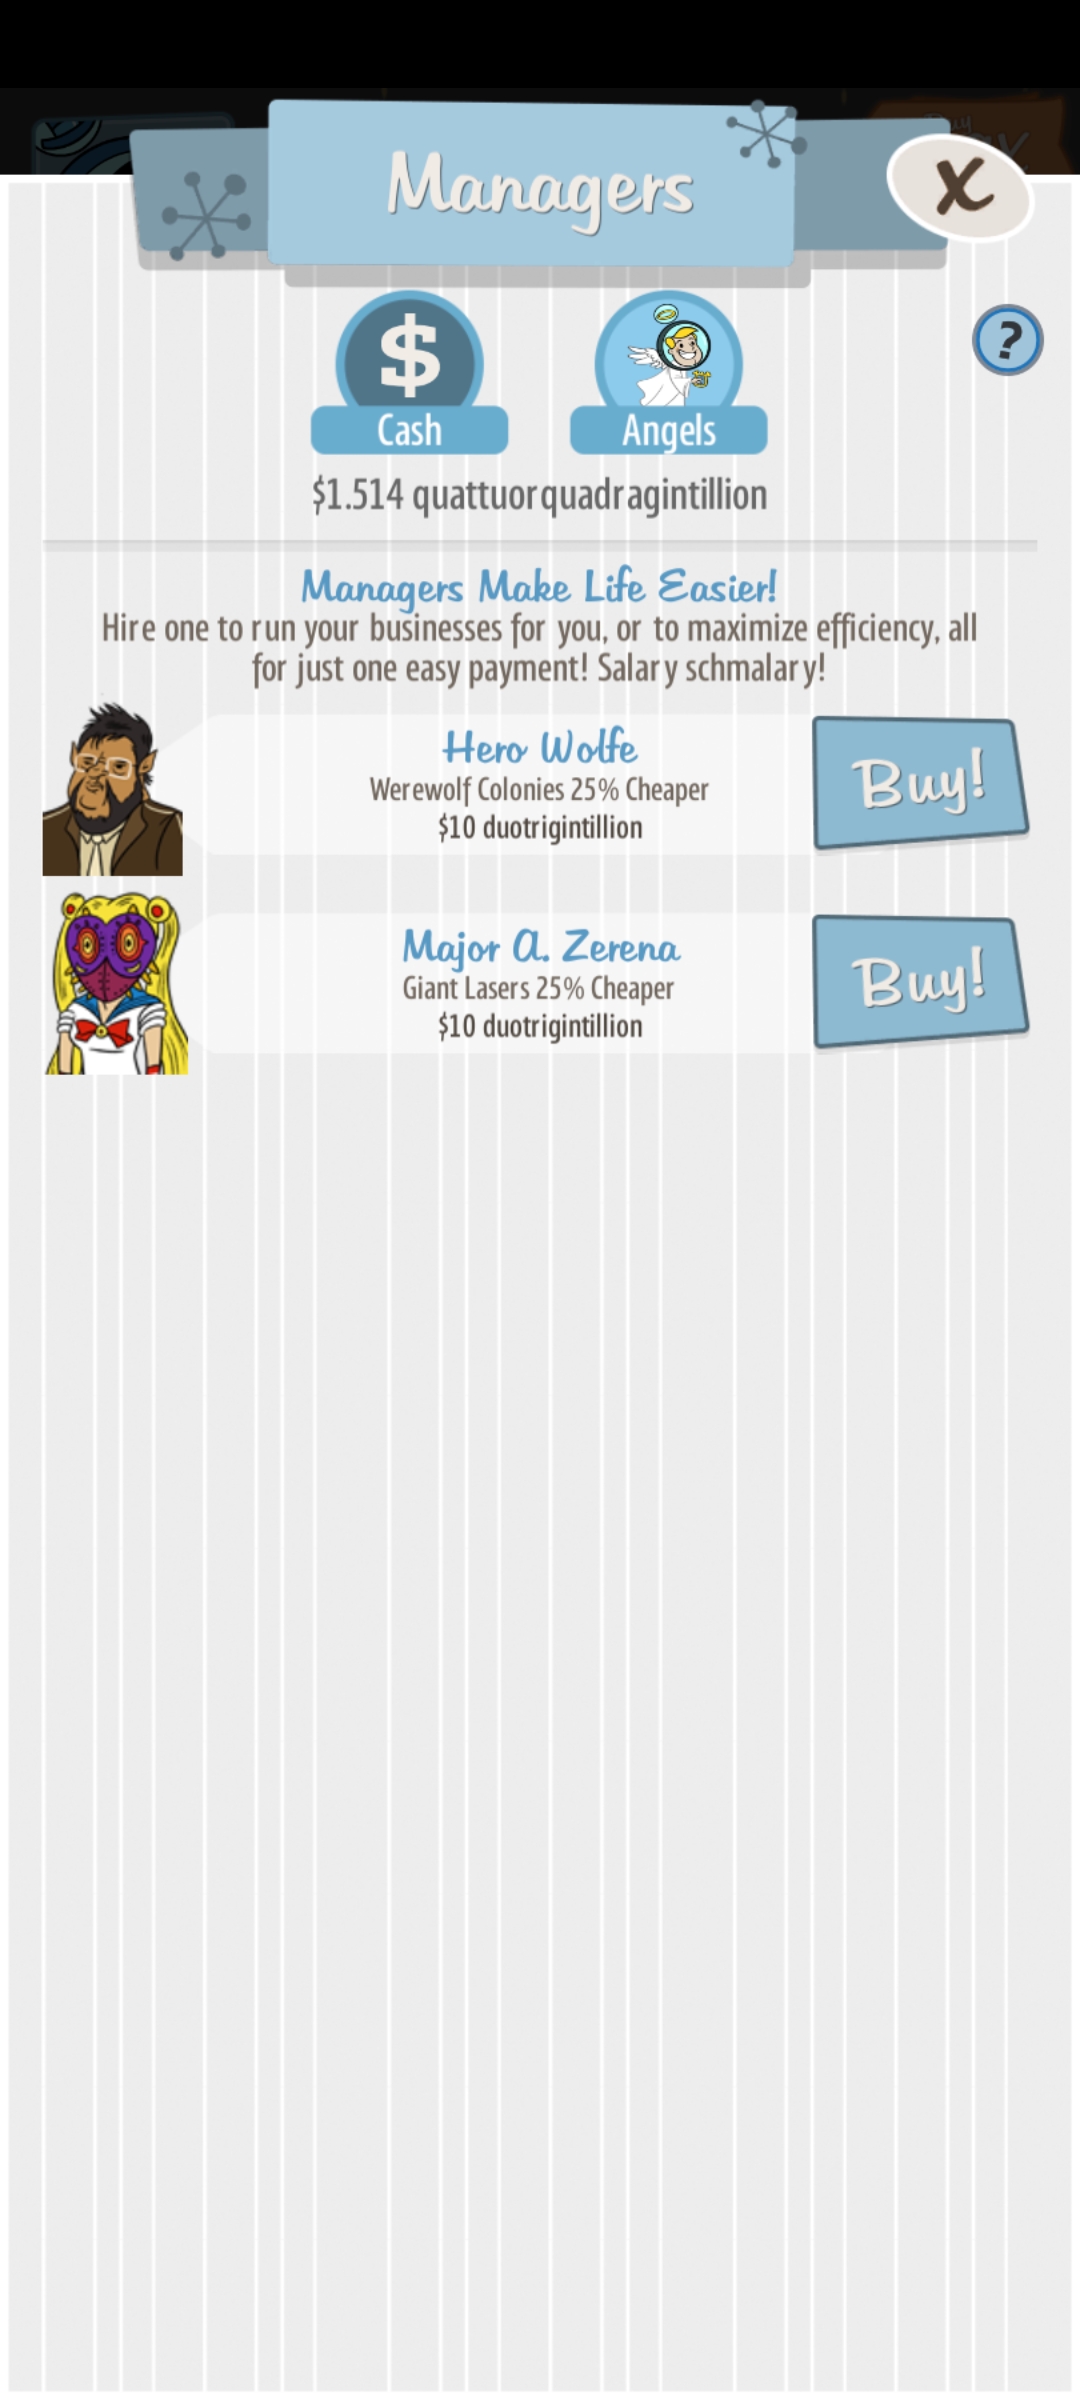 Managers
X
$
Cash
Angels
?
$1.514 quattuorquadragintillion
Managers Make Life Easier!
Hire one to run your businesses for you, or to maximize efficiency, all
for just one easy payment! Salary schmalary!
Hero Wolfe
Werewolf Colonies 25% Cheaper
$10 duotrigintillion
Buy!
Major A. Zerena
Giant Lasers 25% Cheaper
$10 duotrigintillion
Buy!